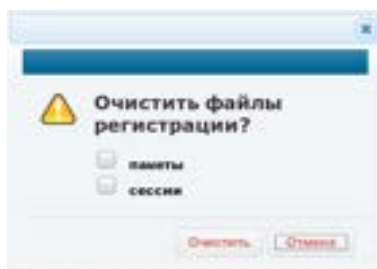 Очистить файлы
регистрации?
пакеты
сессии
Очистить
Отмена